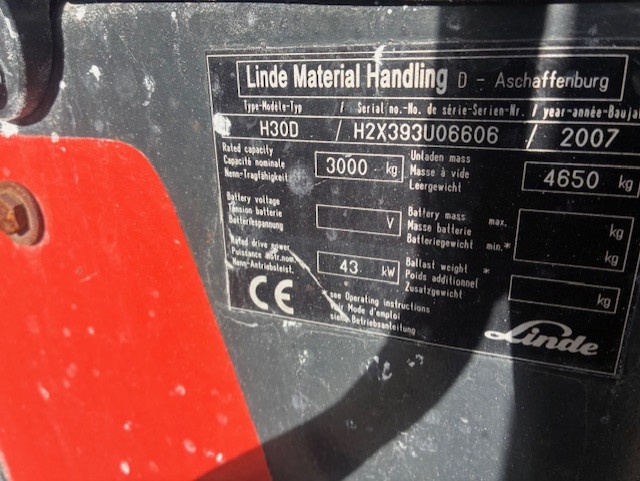 Linde Material Handling D - Aschaffenburg
Type-Modèle-Typ / Serial no.-No. de série-Serien-Nr. / year-année-Baujah
H30D / H2X393U06606 / 2007
Rated capacity
Capacité nominale
Nenn-Tragfähigkeit
3000 kg
Unladen mass
Masse à vide
Leergewicht
4650 kg
Battery voltage
Tension batterie
Batteriespannung
V
Battery mass max.
Masse batterie
Batteriegewicht min.*
kg
kg
Rated drive power
Puissance motr.nom.
Nenn-Antriebsleist.
43 kW
Ballast weight *
Poids additionnel
Zusatzgewicht
kg
CE
*see Operating instructions
voir Mode d'emploi
siehe Betriebsanleitung
Linde